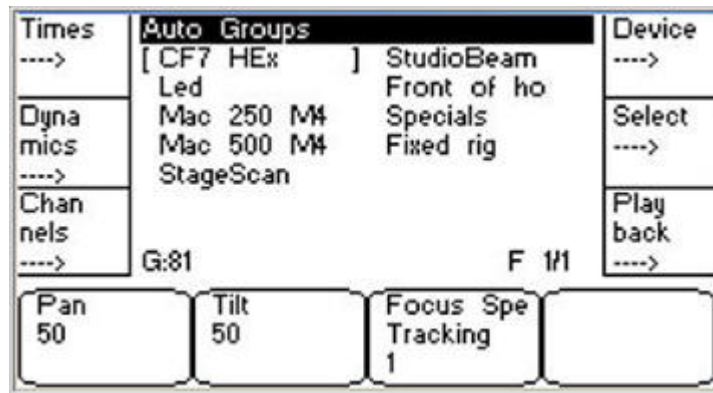 Times
---->
Dyna
mics
---->
Chan
nels
---->
Auto Groups
[ CF7 HEx ] StudioBeam
Led Front of ho
Mac 250 M4 Specials
Mac 500 M4 Fixed rig
StageScan
G:81 F 1/1
Device
---->
Select
---->
Play
back
---->
Pan
50
Tilt
50
Focus Spe
Tracking
1